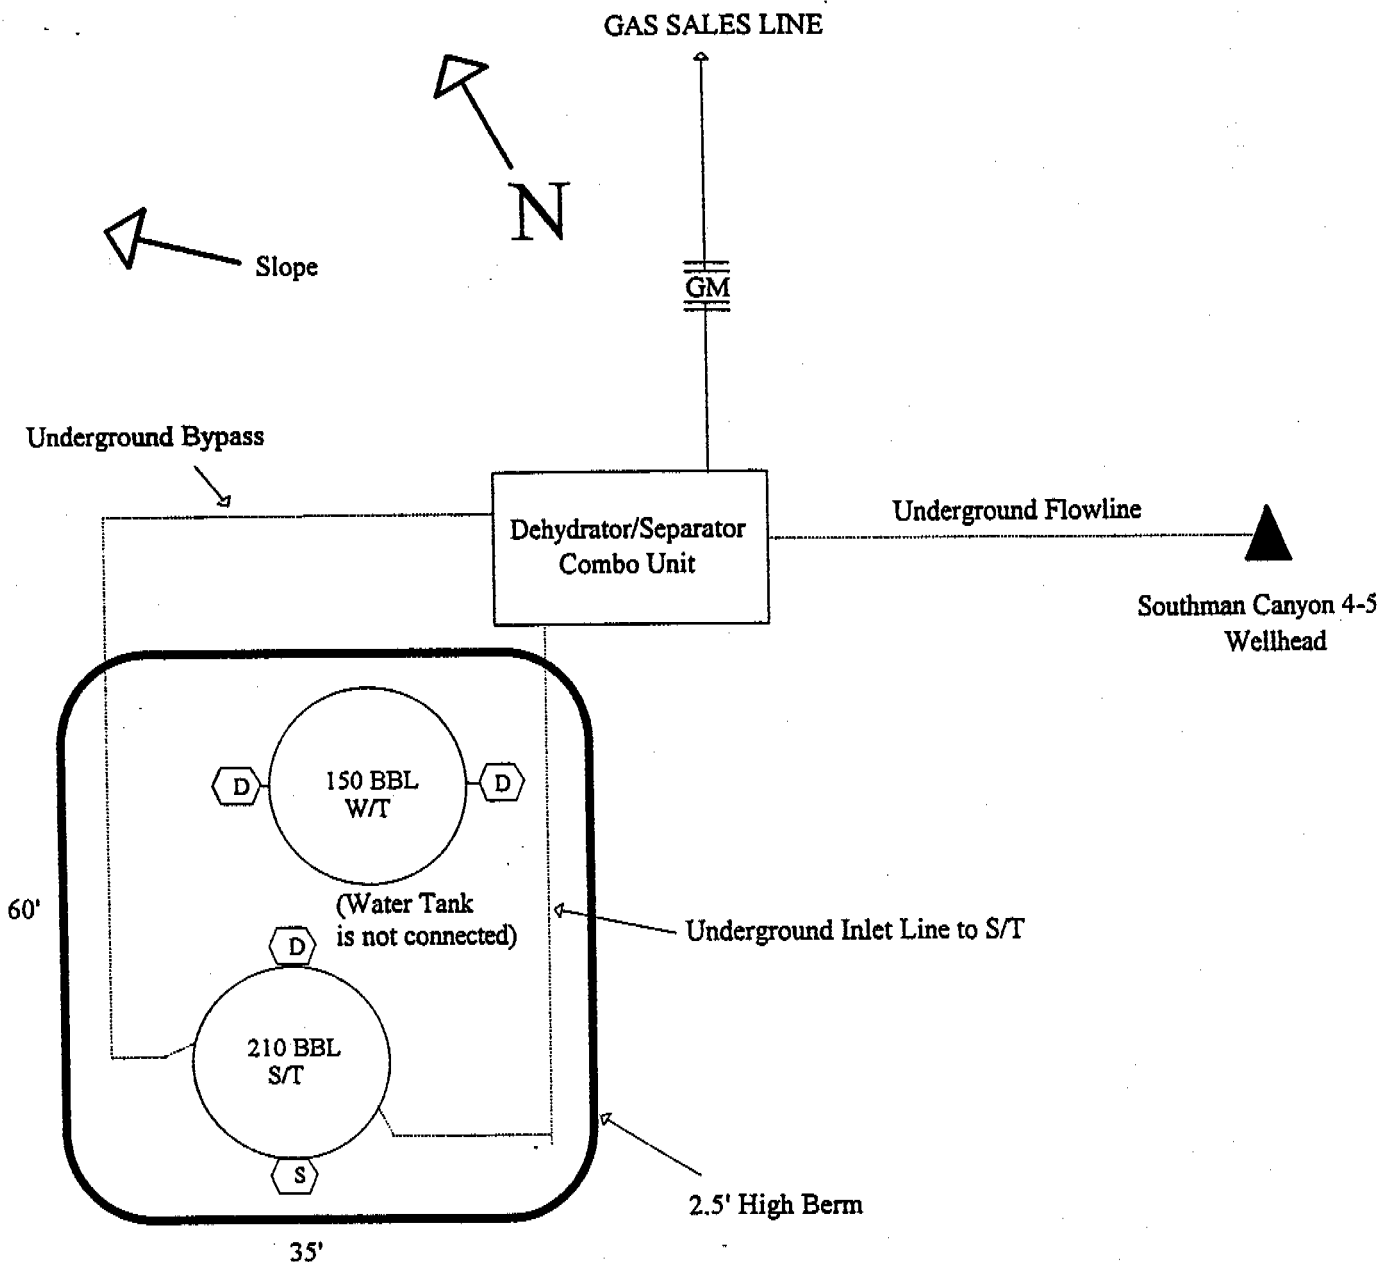 GAS SALES LINE
N
Slope
GM
Underground Bypass
Dehydrator/Separator
Combo Unit
Underground Flowline
Southman Canyon 4-5
Wellhead
D
150 BBL
W/T
D
(Water Tank
is not connected)
60'
D
Underground Inlet Line to S/T
210 BBL
S/T
S
2.5' High Berm
35'